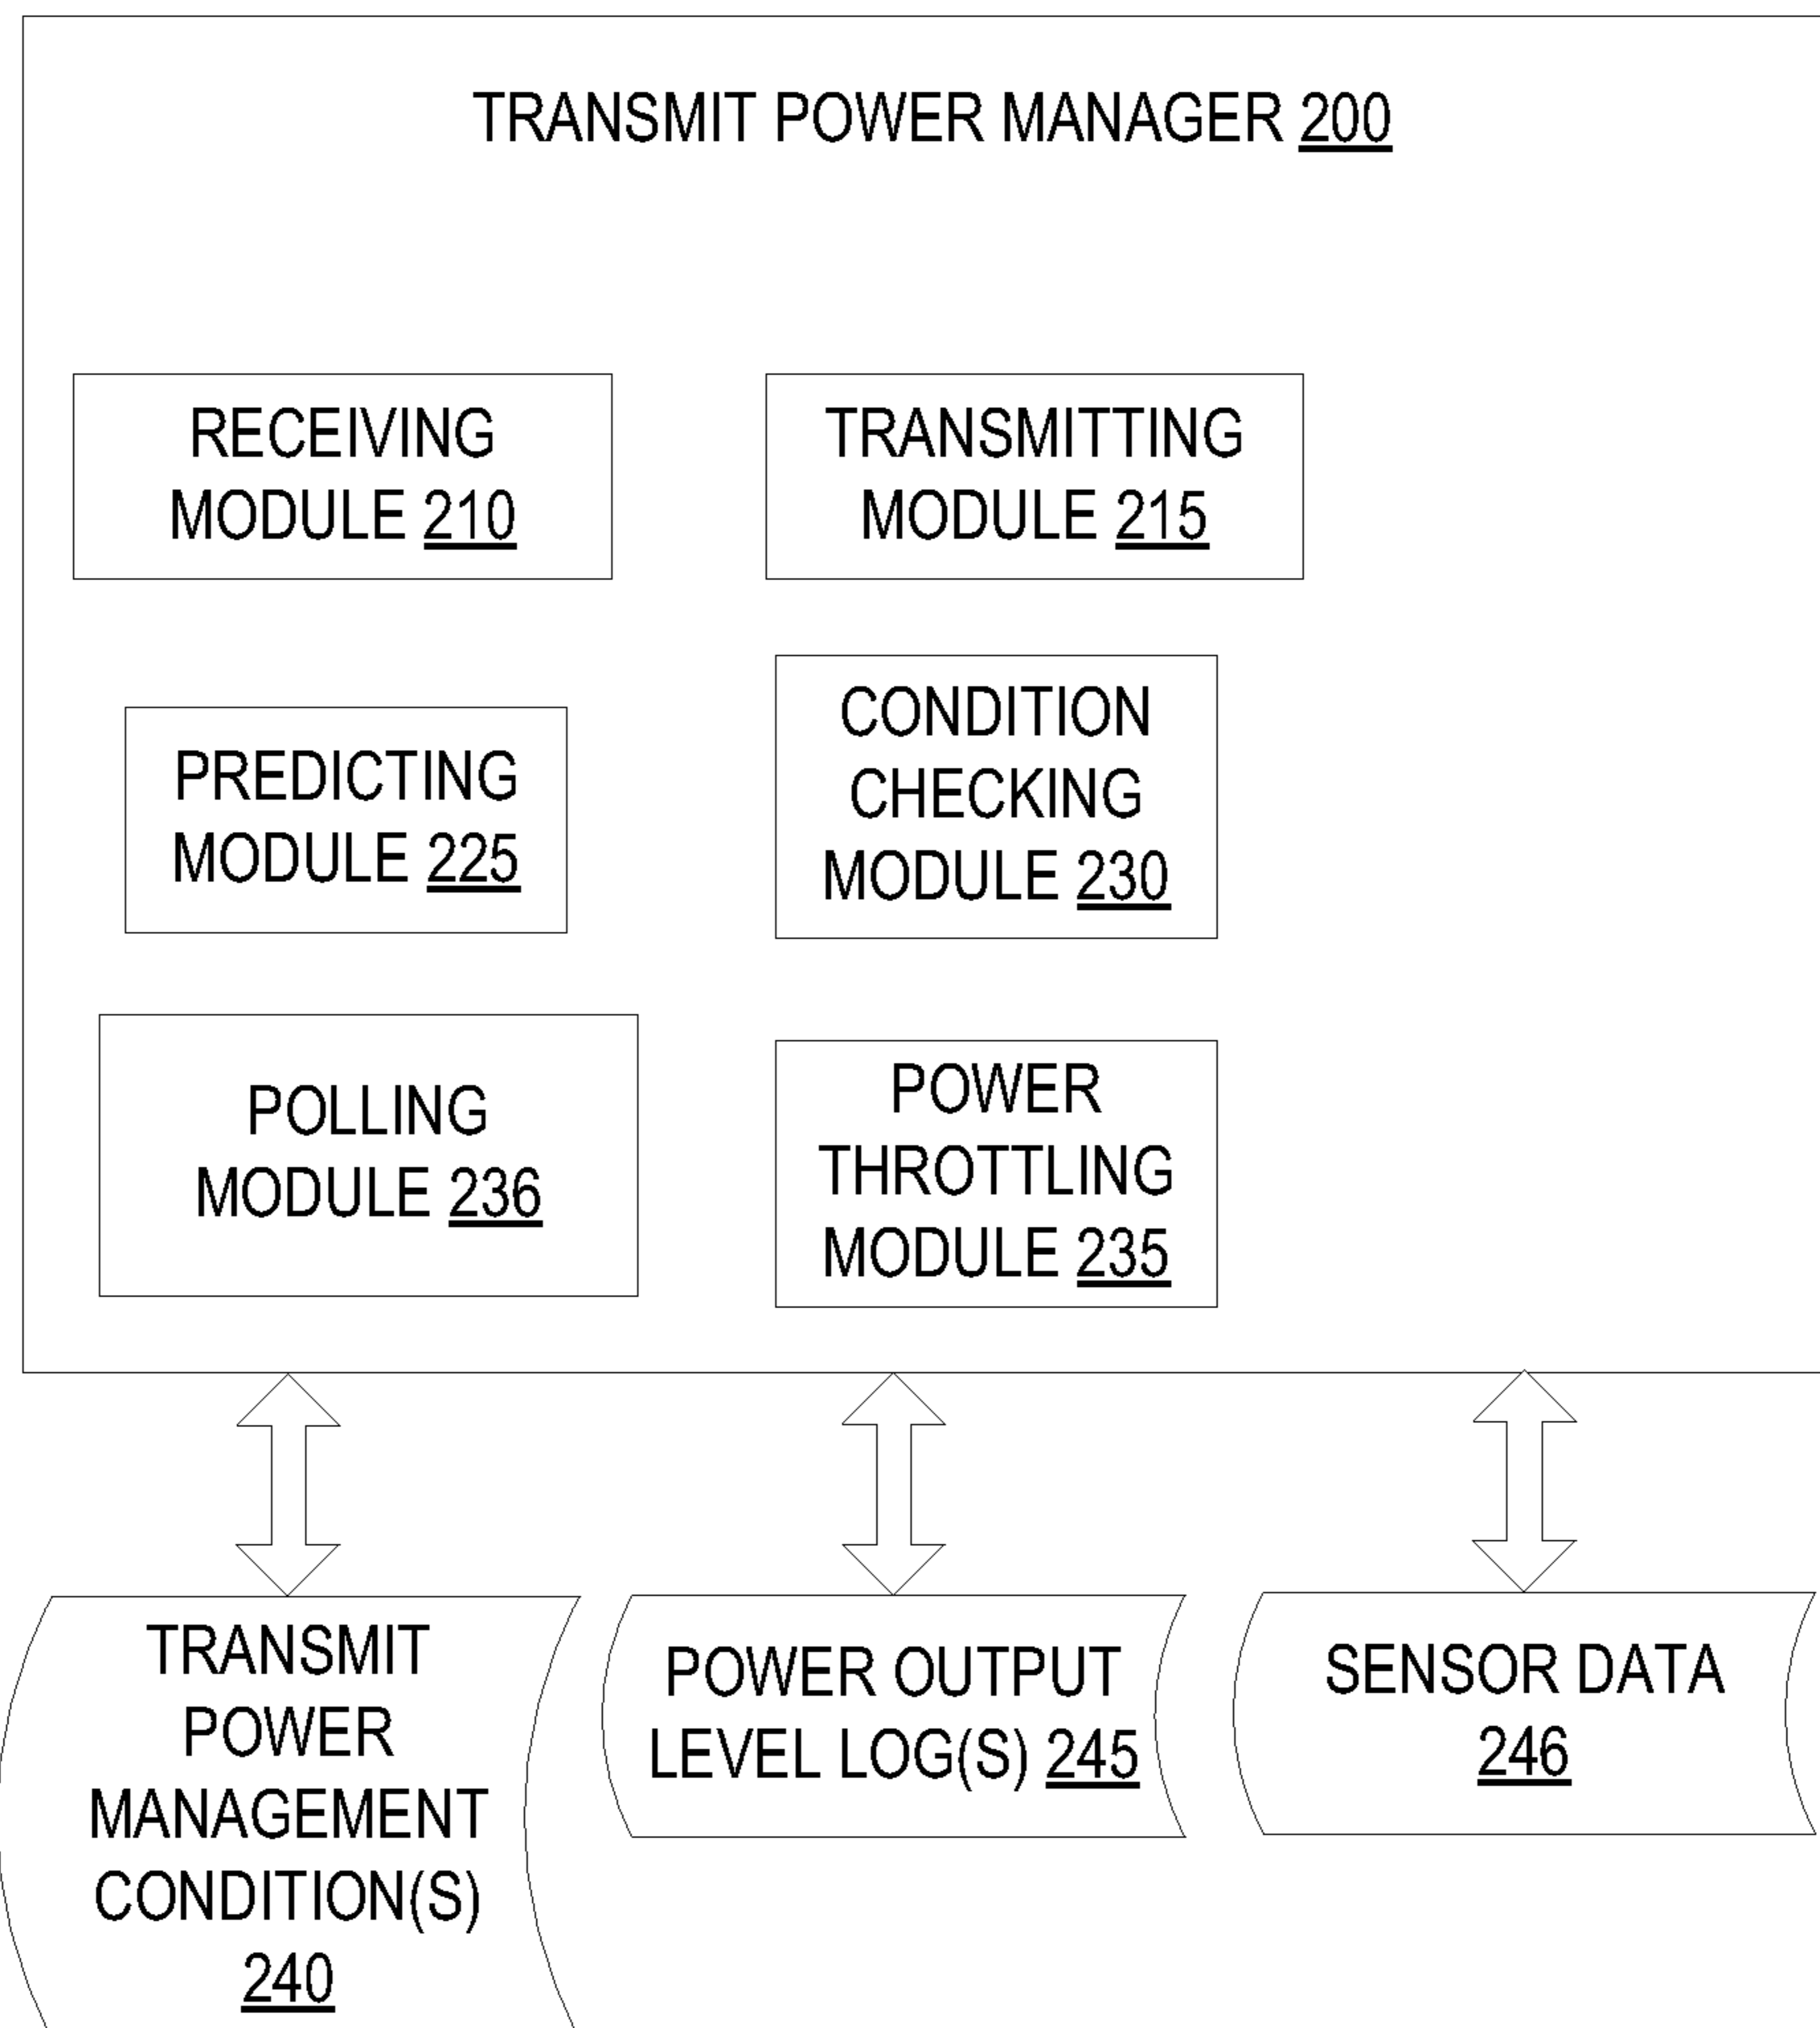 TRANSMIT POWER MANAGER 200
RECEIVING
MODULE 210
TRANSMITTING
MODULE 215
PREDICTING
MODULE 225
CONDITION
CHECKING
MODULE 230
POLLING
MODULE 236
POWER
THROTTLING
MODULE 235
TRANSMIT
POWER
MANAGEMENT
CONDITION(S)
240
POWER OUTPUT
LEVEL LOG(S) 245
SENSOR DATA
246